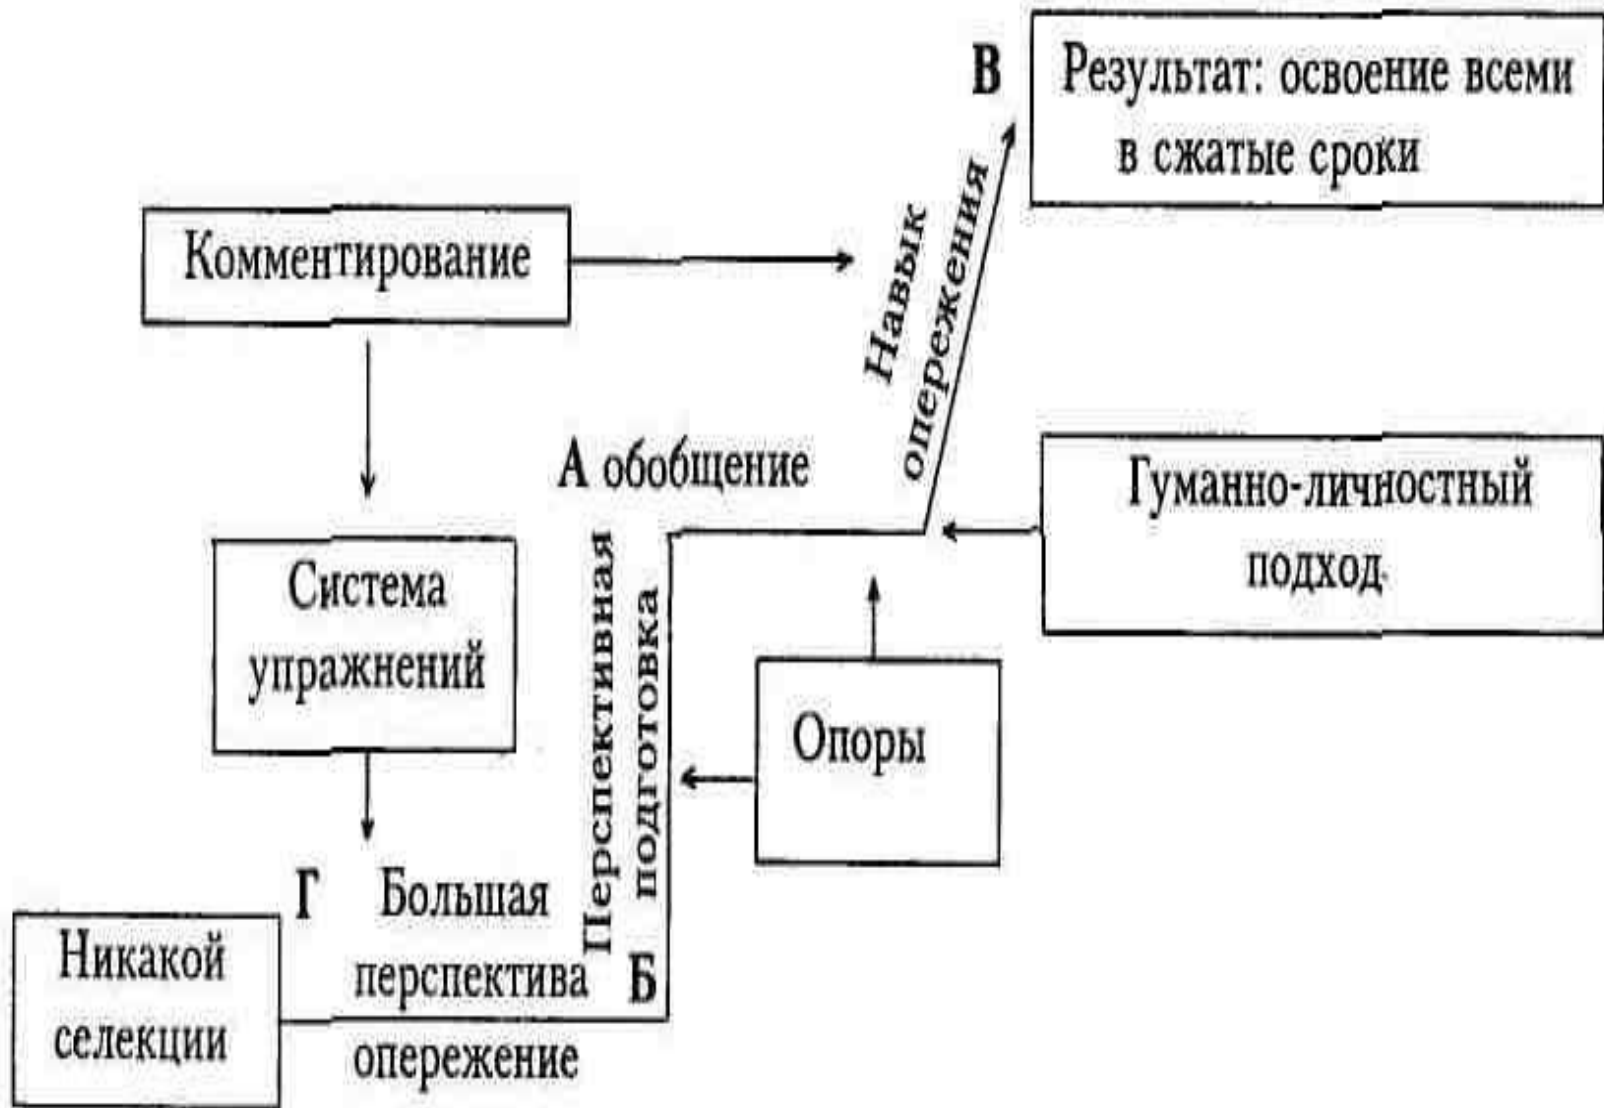 В
Результат: освоение всеми
в сжатые сроки
Комментирование
Навык
опережения
А обобщение
Гуманно-личностный
подход
Система
упражнений
Перспективная
подготовка
Опоры
Г
Большая
перспектива
опережение
Б
Никакой
селекции